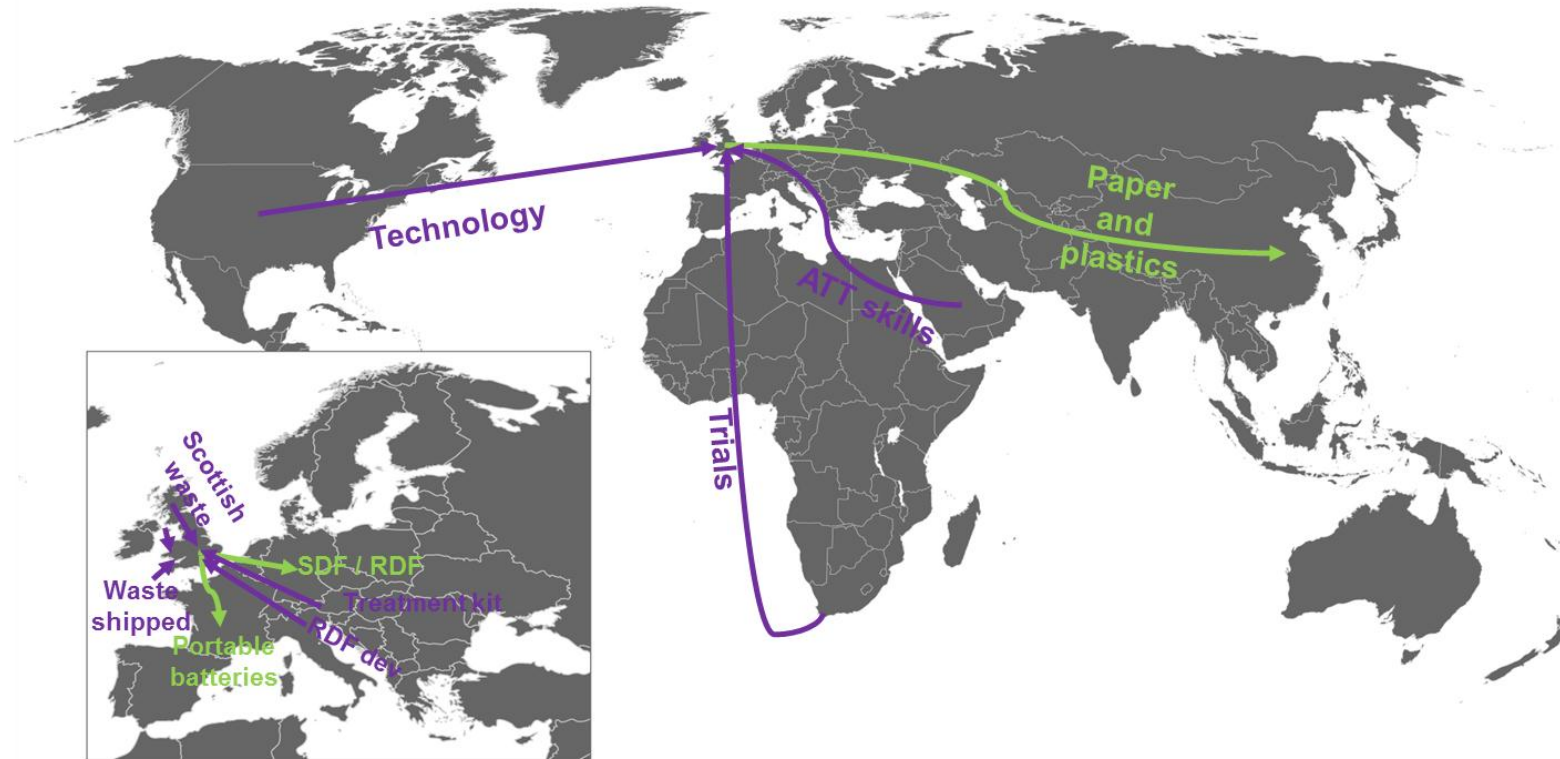 Technology
Paper
and
plastics
ATT skills
Trials
Scottish
waste
SDF / RDF
Waste
shipped
Treatment kit
RDF dev
Portable
batteries